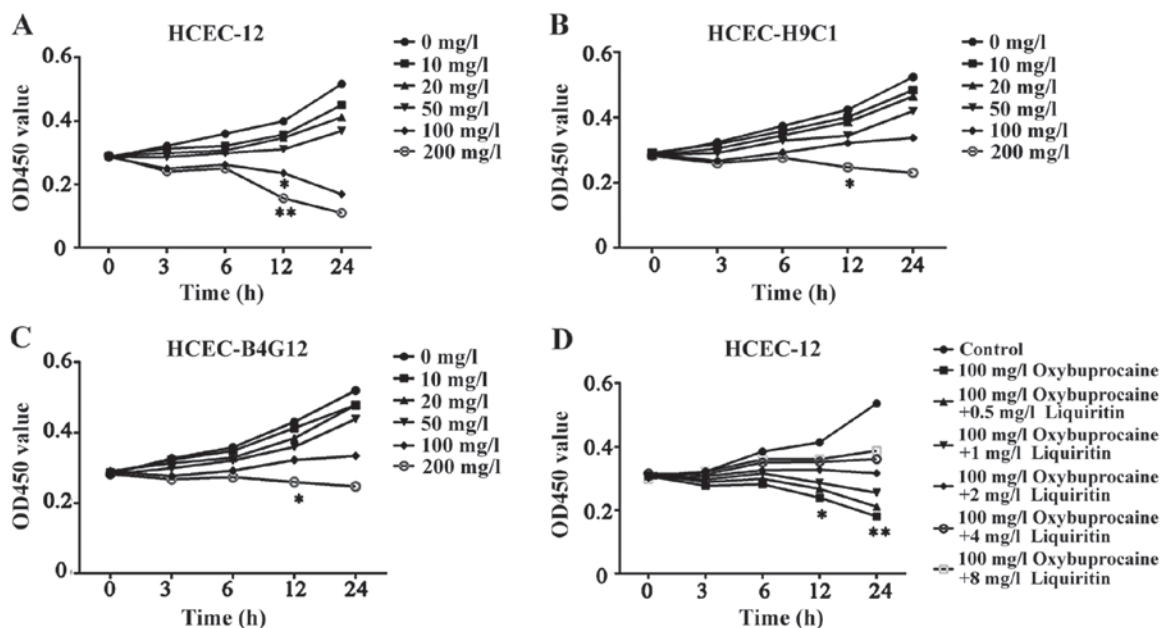 A
HCEC-12
OD450 value
0.6
0.4
0.2
0
*
**
0 3 6 12 24
Time (h)
0 mg/l
10 mg/l
20 mg/l
50 mg/l
100 mg/l
200 mg/l
B
HCEC-H9C1
OD450 value
0.6
0.4
0.2
0
*
0 3 6 12 24
Time (h)
0 mg/l
10 mg/l
20 mg/l
50 mg/l
100 mg/l
200 mg/l
C
HCEC-B4G12
OD450 value
0.6
0.4
0.2
0
*
0 3 6 12 24
Time (h)
0 mg/l
10 mg/l
20 mg/l
50 mg/l
100 mg/l
200 mg/l
D
HCEC-12
OD450 value
0.6
0.4
0.2
0
*
**
0 3 6 12 24
Time (h)
Control
100 mg/l Oxybuprocaine
100 mg/l Oxybuprocaine
+0.5 mg/l Liquiritin
100 mg/l Oxybuprocaine
+1 mg/l Liquiritin
100 mg/l Oxybuprocaine
+2 mg/l Liquiritin
100 mg/l Oxybuprocaine
+4 mg/l Liquiritin
100 mg/l Oxybuprocaine
+8 mg/l Liquiritin